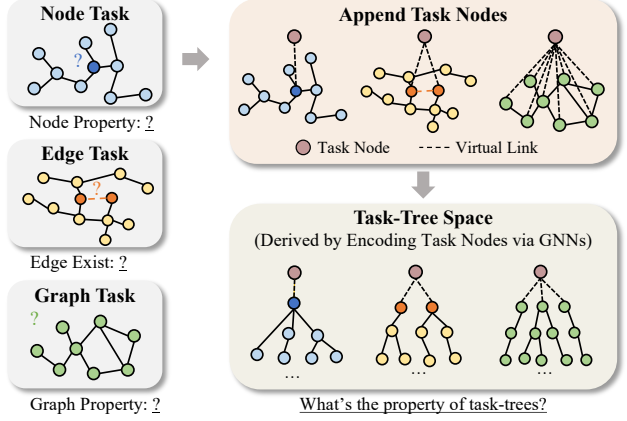 Node Task
?
Node Property: ?
Edge Task
?
Edge Exist: ?
Graph Task
?
Graph Property: ?
Append Task Nodes
Task Node
Virtual Link
Task-Tree Space
(Derived by Encoding Task Nodes via GNNs)
... ... ...
What's the property of task-trees?